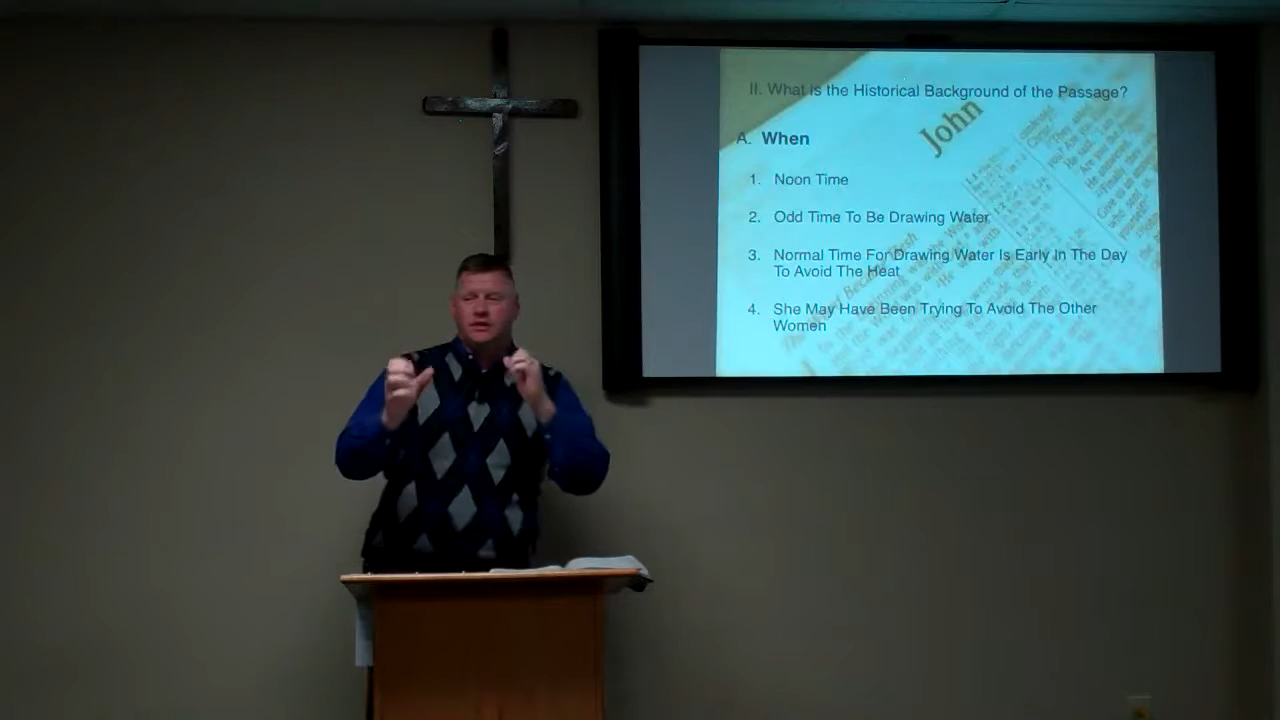 II. What is the Historical Background of the Passage?
John
A. When
1. Noon Time
2. Odd Time To Be Drawing Water
3. Normal Time For Drawing Water Is Early In The Day
To Avoid The Heat
4. She May Have Been Trying To Avoid The Other
Women